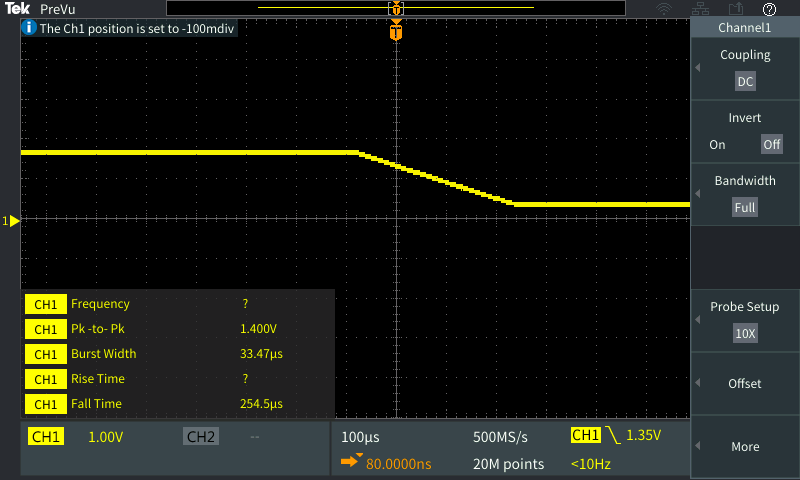 Tek PreVu
T
? 
i The Ch1 position is set to -100mdiv
T
Channel1
Coupling
DC
Invert
On Off
Bandwidth
Full
1
CH1 Frequency ?
CH1 Pk -to- Pk 1.400V
CH1 Burst Width 33.47µs
CH1 Rise Time ?
CH1 Fall Time 254.5µs
Probe Setup
10X
Offset
More
CH1 1.00V CH2 --
100µs 500MS/s CH1 1.35V
80.0000ns 20M points <10Hz